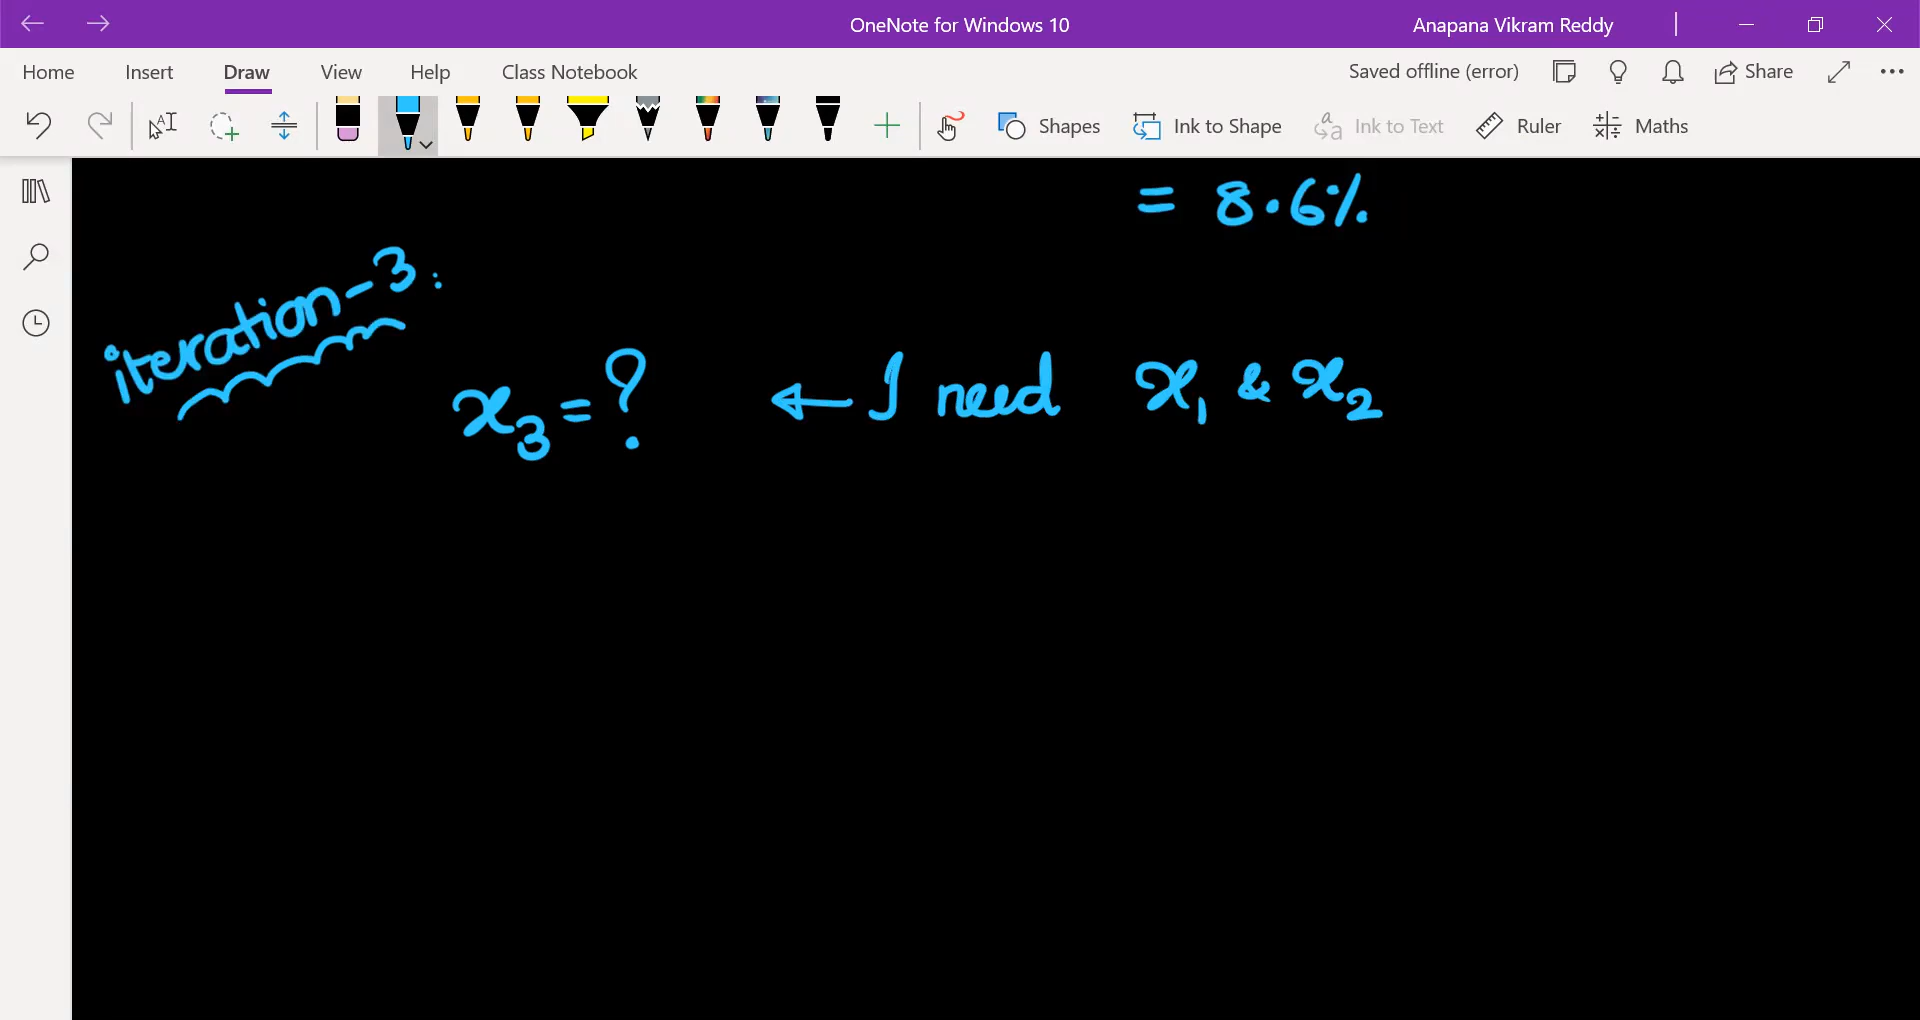 OneNote for Windows 10
Anapana Vikram Reddy
Home Insert Draw View Help Class Notebook
Saved offline (error) Share
Shapes Ink to Shape Ink to Text Ruler Maths
= 8.6%
iteration-3:
x₃ = ? ← I need x₁ & x₂